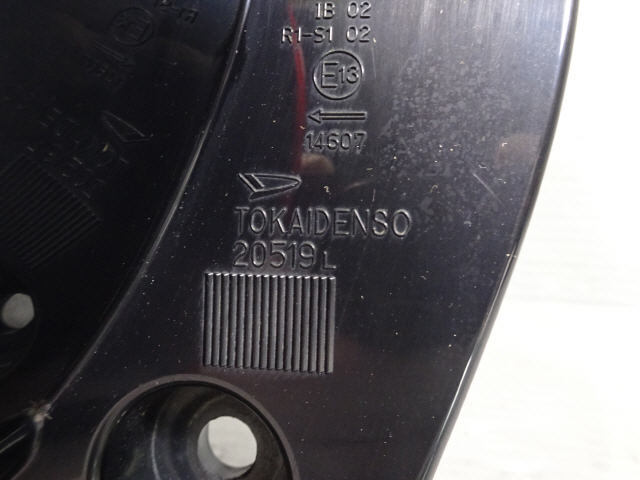 IB 02
R1-S1 02
E13
14607
TOKAIDENSO
20519 L